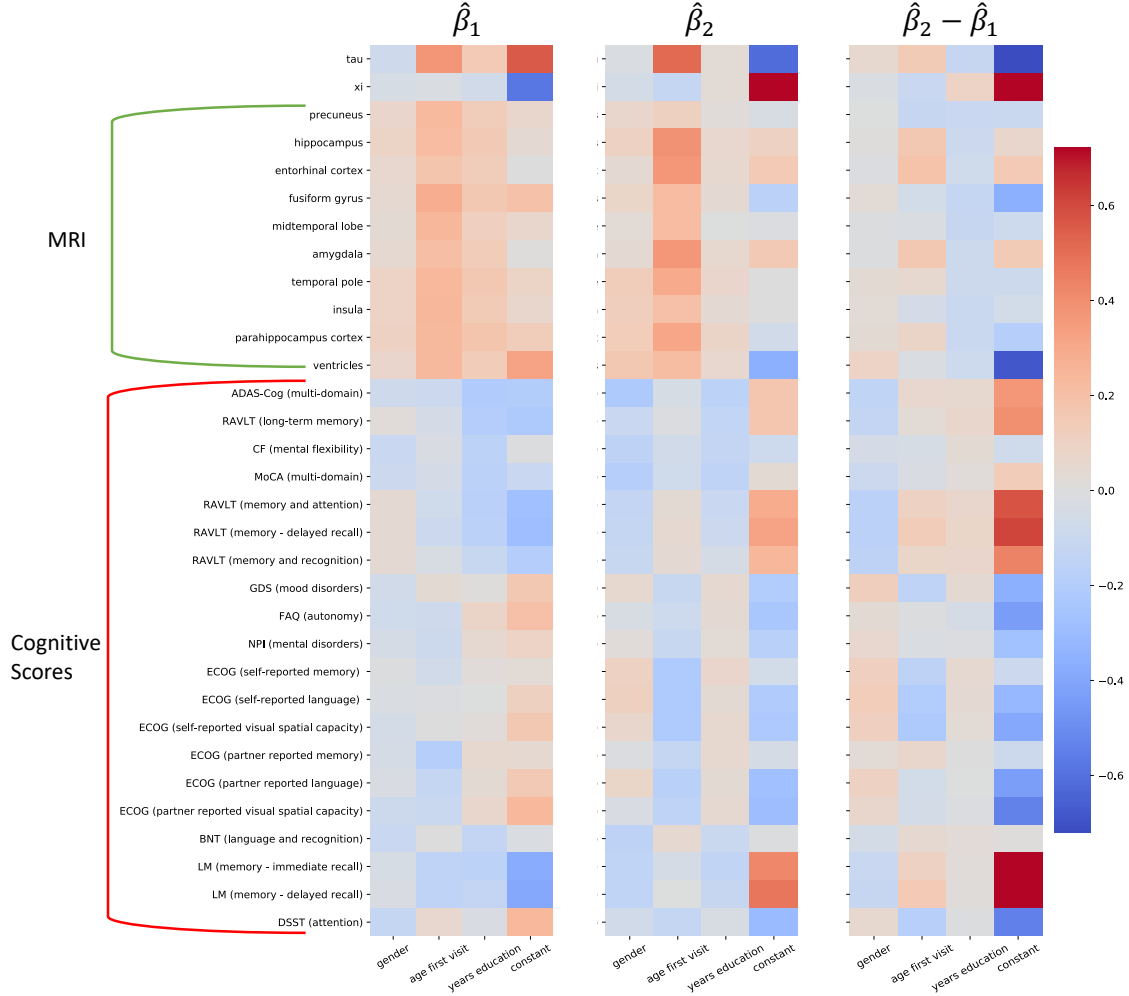 β̂₁ β̂₂ β̂₂ − β̂₁
tau
xi
precuneus
hippocampus
entorhinal cortex
fusiform gyrus
midtemporal lobe
amygdala
temporal pole
insula
parahippocampus cortex
ventricles
ADAS-Cog (multi-domain)
RAVLT (long-term memory)
CF (mental flexibility)
MoCA (multi-domain)
RAVLT (memory and attention)
RAVLT (memory - delayed recall)
RAVLT (memory and recognition)
GDS (mood disorders)
FAQ (autonomy)
NPI (mental disorders)
ECOG (self-reported memory)
ECOG (self-reported language)
ECOG (self-reported visual spatial capacity)
ECOG (partner reported memory)
ECOG (partner reported language)
ECOG (partner reported visual spatial capacity)
BNT (language and recognition)
LM (memory - immediate recall)
LM (memory - delayed recall)
DSST (attention)
MRI
Cognitive
Scores
gender age first visit years education constant
gender age first visit years education constant
gender age first visit years education constant
0.6
0.4
0.2
0.0
−0.2
−0.4
−0.6